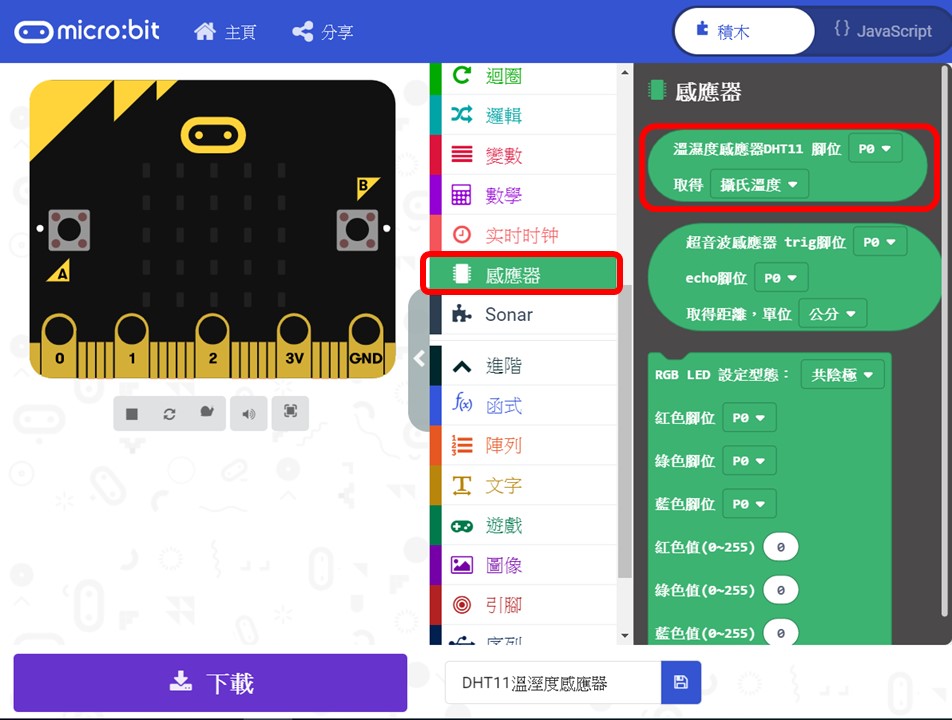 micro:bit
主頁
分享
積木
{ } JavaScript
B
A
0
1
2
3V
GND
迴圈
邏輯
變數
數學
实时时钟
感應器
Sonar
進階
f(x) 函式
陣列
文字
遊戲
圖像
引腳
序列
感應器
溫濕度感應器DHT11 腳位 P0
取得 攝氏溫度
超音波感應器 trig腳位 P0
echo腳位 P0
取得距離，單位 公分
RGB LED 設定型態： 共陰極
紅色腳位 P0
綠色腳位 P0
藍色腳位 P0
紅色值(0~255) 0
綠色值(0~255) 0
藍色值(0~255) 0
下載
DHT11溫溼度感應器